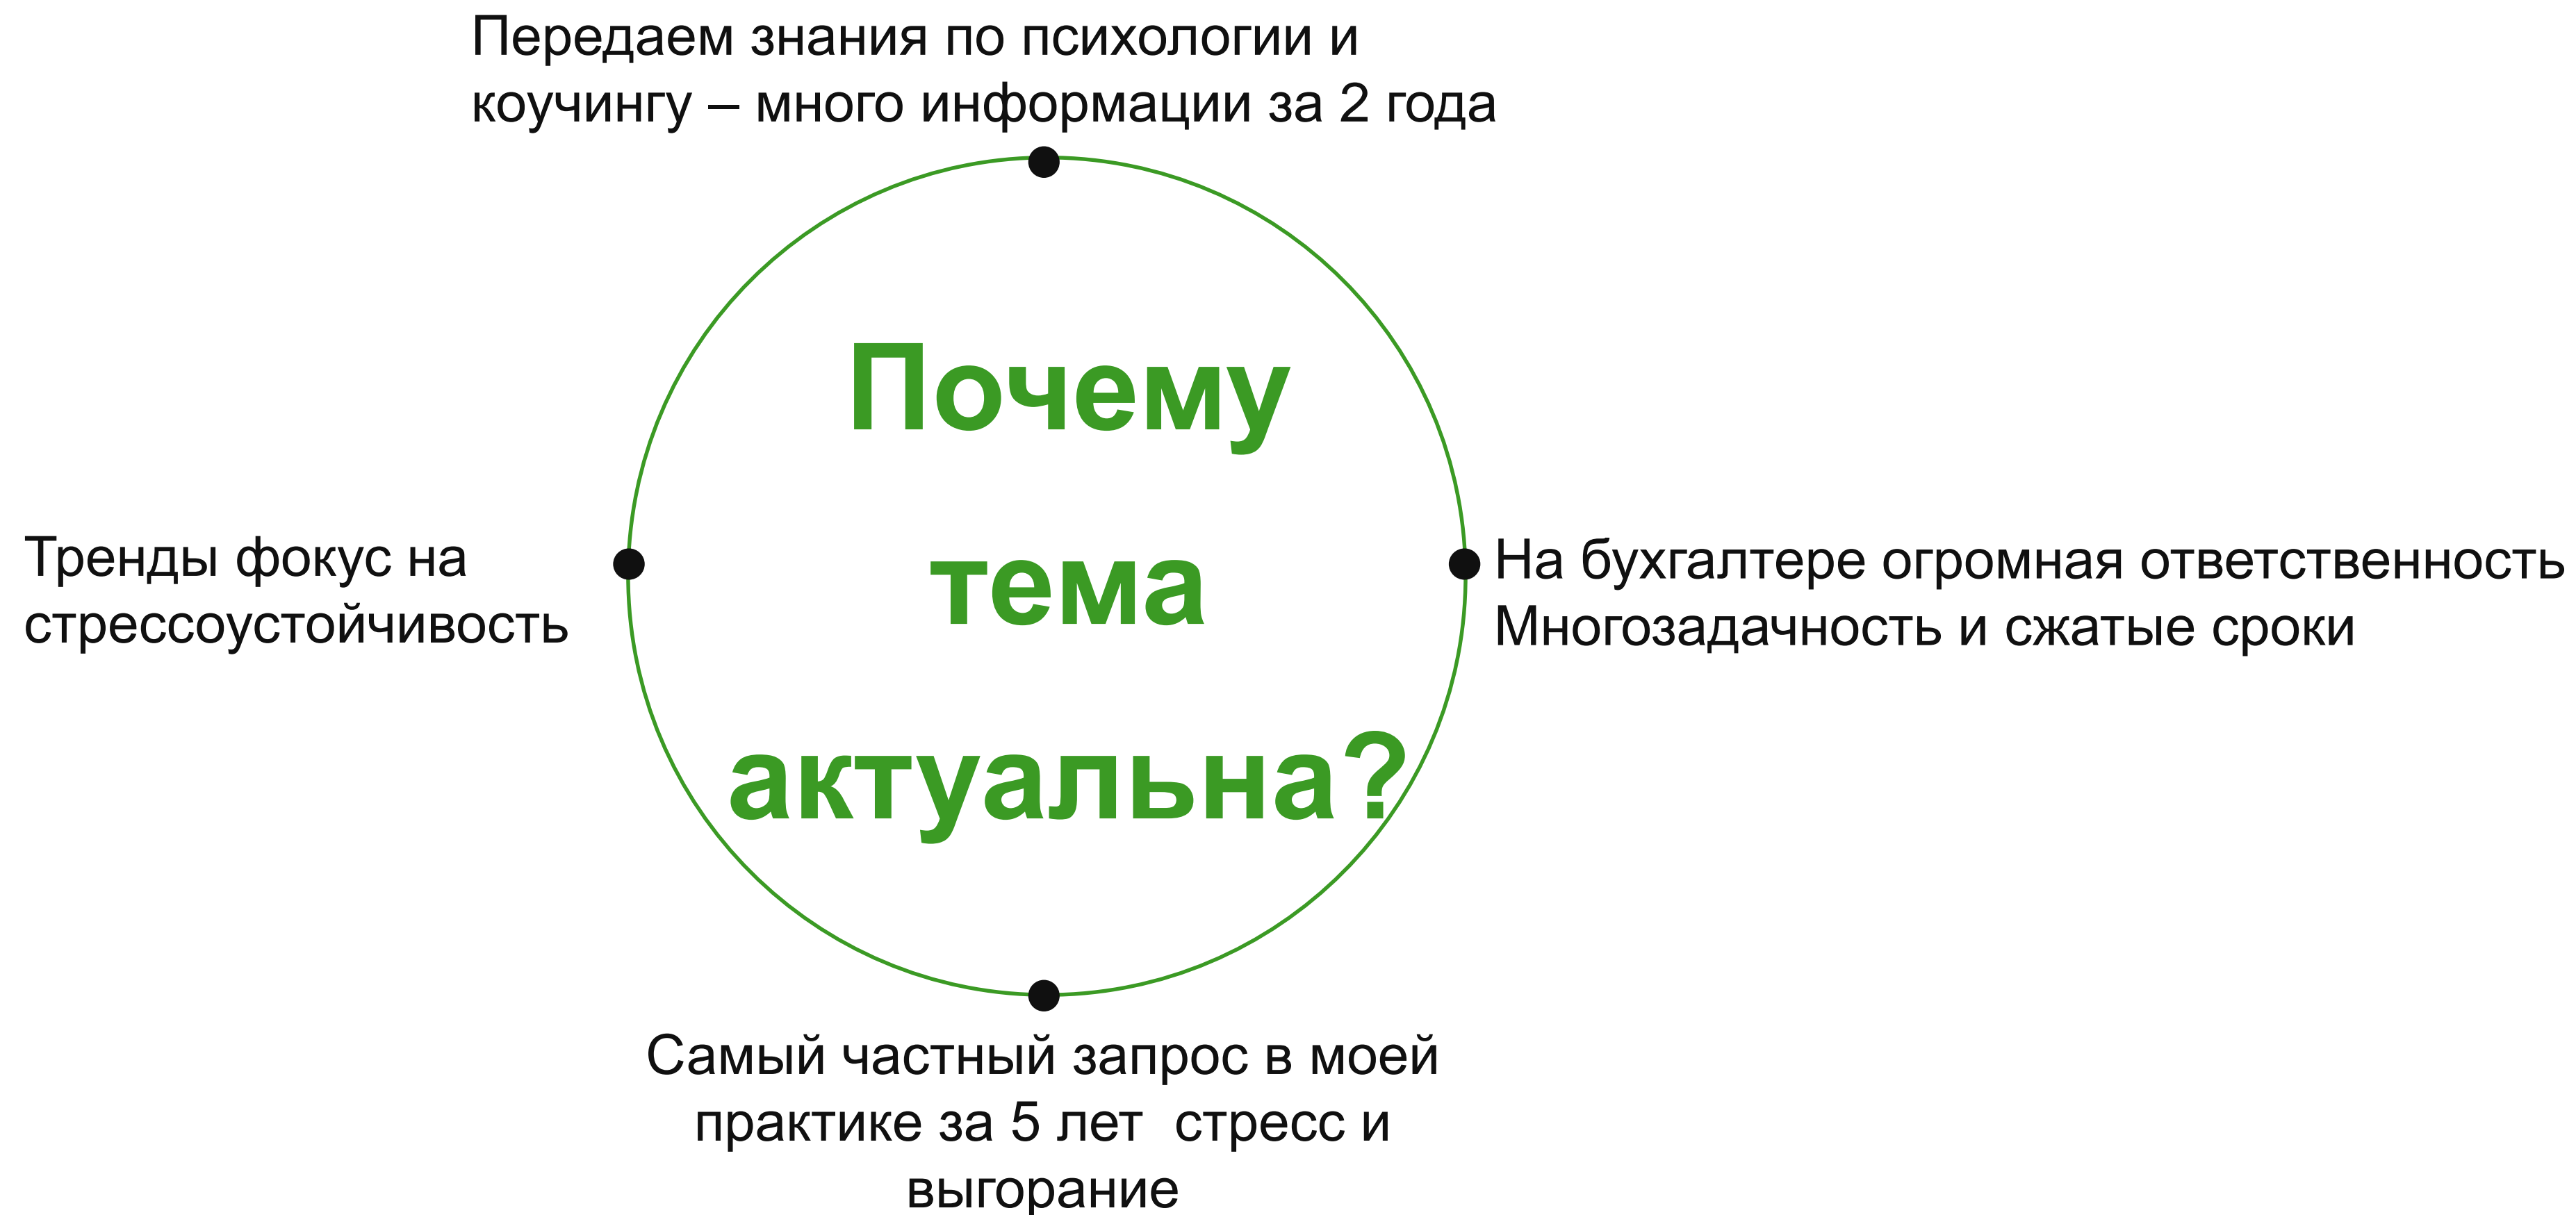 Передаем знания по психологии и
коучингу – много информации за 2 года
Почему
тема
актуальна?
Тренды фокус на
стрессоустойчивость
На бухгалтере огромная ответственность
Многозадачность и сжатые сроки
Самый частный запрос в моей
практике за 5 лет  стресс и
выгорание